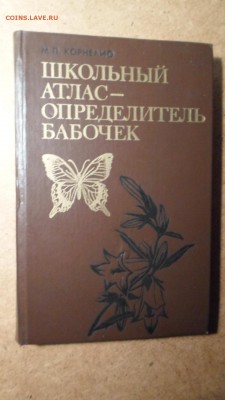 COINS.LAVE.RU
Н.П. КОРНЕЛИО
ШКОЛЬНЫЙ
АТЛАС—
ОПРЕДЕЛИТЕЛЬ
БАБОЧЕК